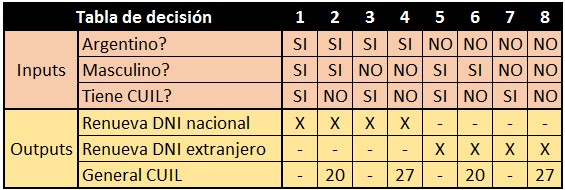 Tabla de decisión 1 2 3 4 5 6 7 8
Inputs
Argentino? SI SI SI SI NO NO NO NO
Masculino? SI SI NO NO SI SI NO NO
Tiene CUIL? SI NO SI NO SI NO SI NO
Outputs
Renueva DNI nacional X X X X - - - -
Renueva DNI extranjero - - - - X X X X
General CUIL - 20 - 27 - 20 - 27